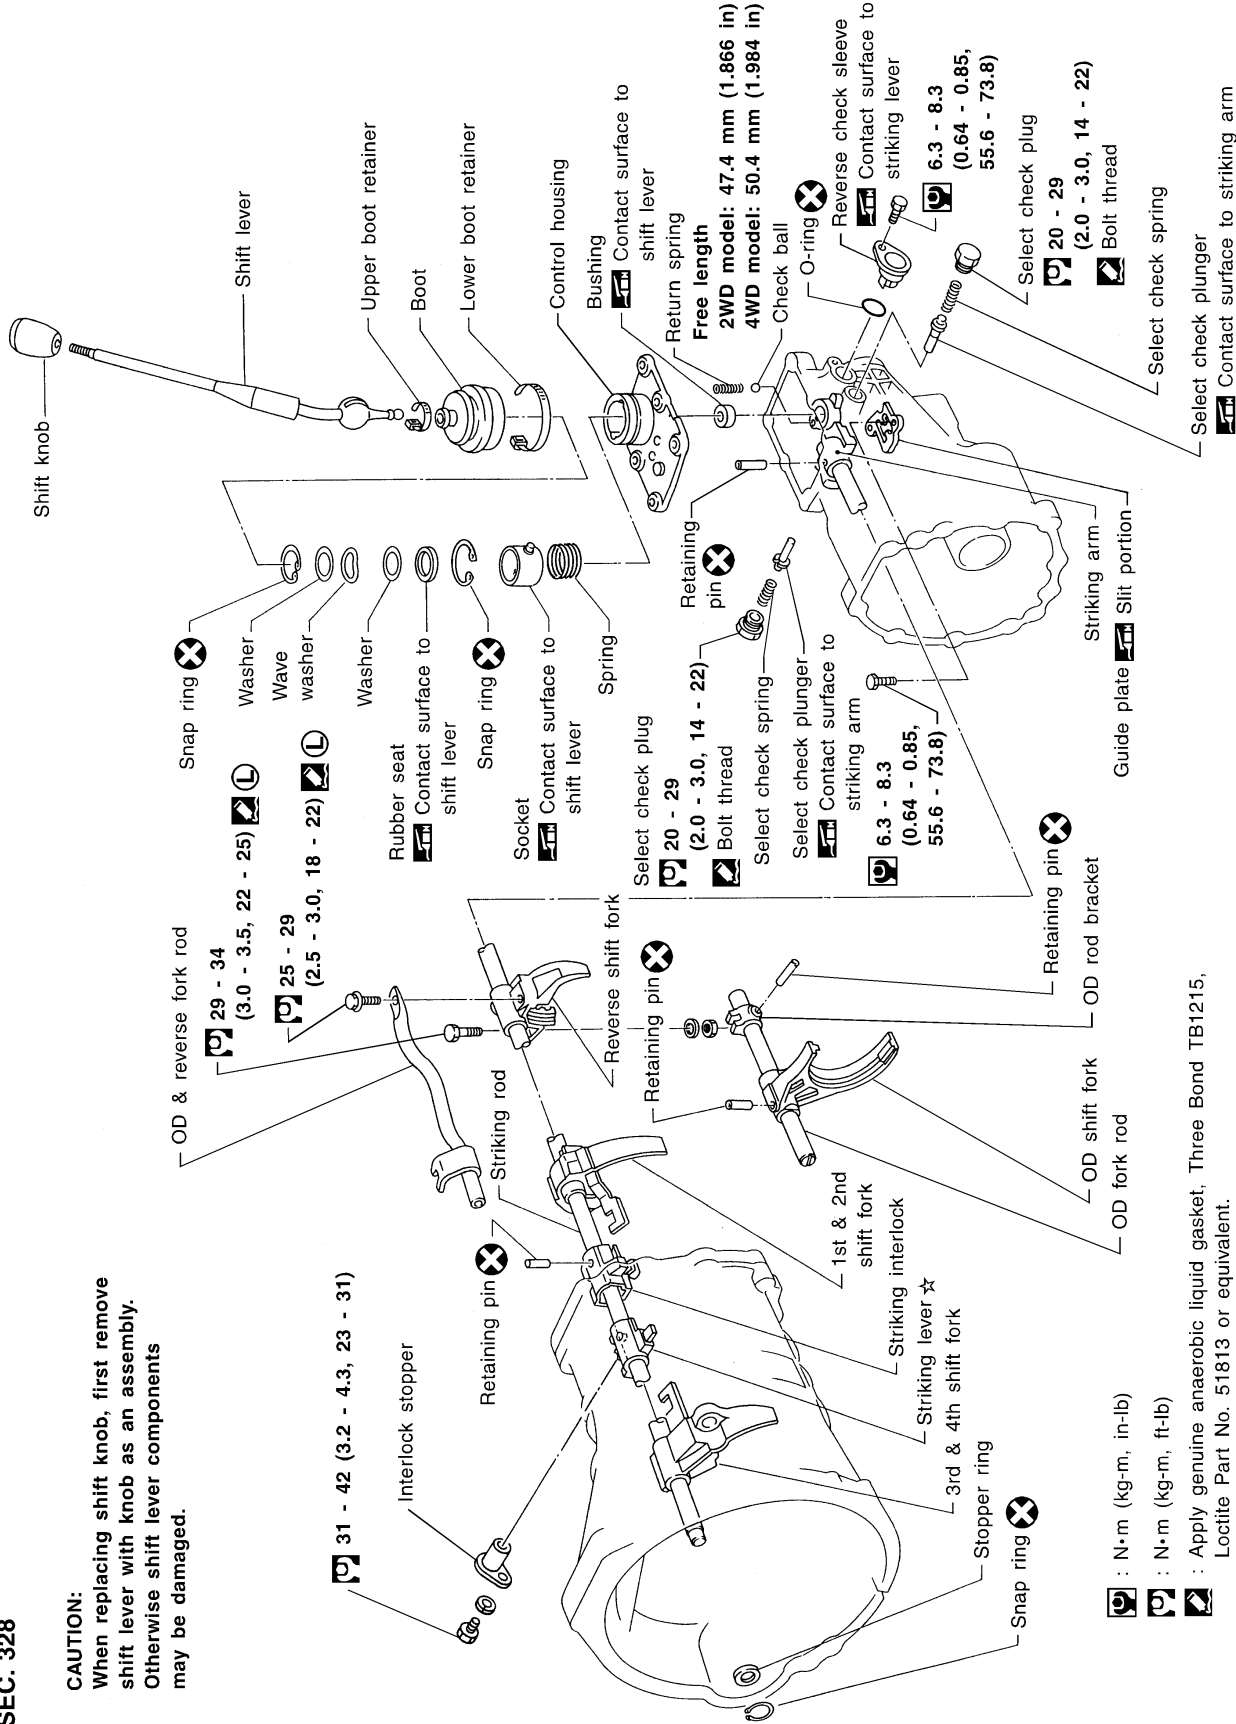 SEC. 328
CAUTION:
When replacing shift knob, first remove
shift lever with knob as an assembly.
Otherwise shift lever components
may be damaged.
Shift knob
Shift lever
Upper boot retainer
Boot
Lower boot retainer
Control housing
Bushing
Contact surface to
shift lever
Return spring
Free length
2WD model: 47.4 mm (1.866 in)
4WD model: 50.4 mm (1.984 in)
Check ball
O-ring
Reverse check sleeve
Contact surface to
striking lever
6.3 - 8.3
(0.64 - 0.85,
55.6 - 73.8)
Select check plug
20 - 29
(2.0 - 3.0, 14 - 22)
Bolt thread
Select check spring
Select check plunger
Contact surface to striking arm
Snap ring
Washer
Wave
washer
Washer
Rubber seat
Contact surface to
shift lever
Snap ring
Socket
Contact surface to
shift lever
Spring
Retaining
pin
Select check plug
20 - 29
(2.0 - 3.0, 14 - 22)
Bolt thread
Select check spring
Select check plunger
Contact surface to
striking arm
6.3 - 8.3
(0.64 - 0.85,
55.6 - 73.8)
Striking arm
Guide plate Slit portion
OD & reverse fork rod
29 - 34
(3.0 - 3.5, 22 - 25) L
25 - 29
(2.5 - 3.0, 18 - 22) L
Reverse shift fork
Retaining pin
Retaining pin
OD rod bracket
OD shift fork
OD fork rod
Striking rod
Retaining pin
31 - 42 (3.2 - 4.3, 23 - 31)
Interlock stopper
1st & 2nd
shift fork
Striking interlock
Striking lever ☆
3rd & 4th shift fork
Stopper ring
Snap ring
: N•m (kg-m, in-lb)
: N•m (kg-m, ft-lb)
: Apply genuine anaerobic liquid gasket, Three Bond TB1215,
Loctite Part No. 51813 or equivalent.